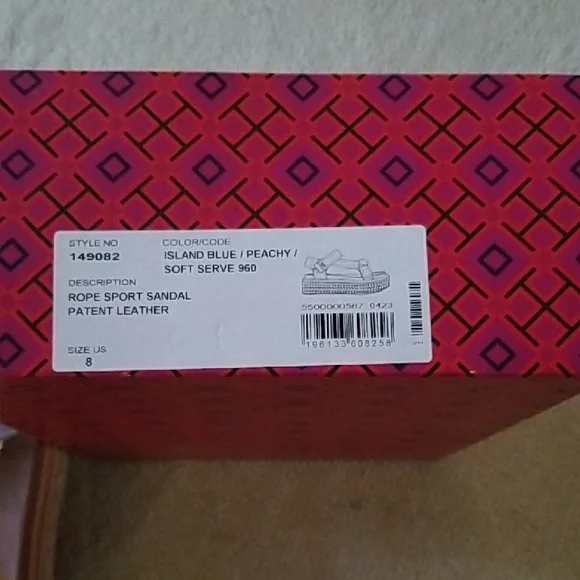 STYLE NO
149082
COLOR/CODE
ISLAND BLUE / PEACHY /
SOFT SERVE 960
DESCRIPTION
ROPE SPORT SANDAL
PATENT LEATHER
SIZE US
8
5500000587 0423
196133 608258